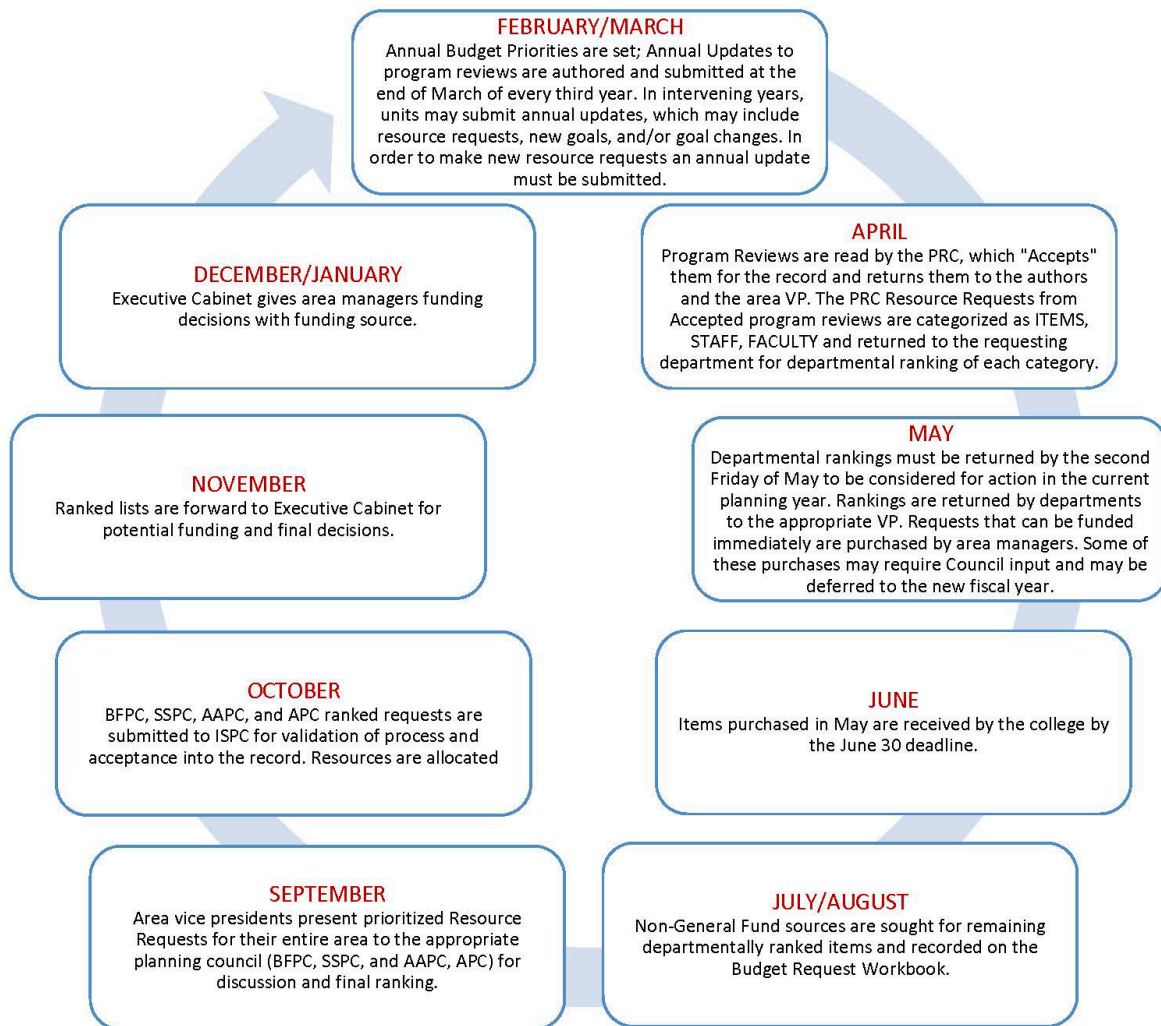 FEBRUARY/MARCH
Annual Budget Priorities are set; Annual Updates to
program reviews are authored and submitted at the
end of March of every third year. In intervening years,
units may submit annual updates, which may include
resource requests, new goals, and/or goal changes. In
order to make new resource requests an annual update
must be submitted.
APRIL
Program Reviews are read by the PRC, which "Accepts"
them for the record and returns them to the authors
and the area VP. The PRC Resource Requests from
Accepted program reviews are categorized as ITEMS,
STAFF, FACULTY and returned to the requesting
department for departmental ranking of each category.
MAY
Departmental rankings must be returned by the second
Friday of May to be considered for action in the current
planning year. Rankings are returned by departments
to the appropriate VP. Requests that can be funded
immediately are purchased by area managers. Some of
these purchases may require Council input and may be
deferred to the new fiscal year.
JUNE
Items purchased in May are received by the college by
the June 30 deadline.
JULY/AUGUST
Non-General Fund sources are sought for remaining
departmentally ranked items and recorded on the
Budget Request Workbook.
SEPTEMBER
Area vice presidents present prioritized Resource
Requests for their entire area to the appropriate
planning council (BFPC, SSPC, and AAPC, APC) for
discussion and final ranking.
OCTOBER
BFPC, SSPC, AAPC, and APC ranked requests are
submitted to ISPC for validation of process and
acceptance into the record. Resources are allocated
NOVEMBER
Ranked lists are forward to Executive Cabinet for
potential funding and final decisions.
DECEMBER/JANUARY
Executive Cabinet gives area managers funding
decisions with funding source.